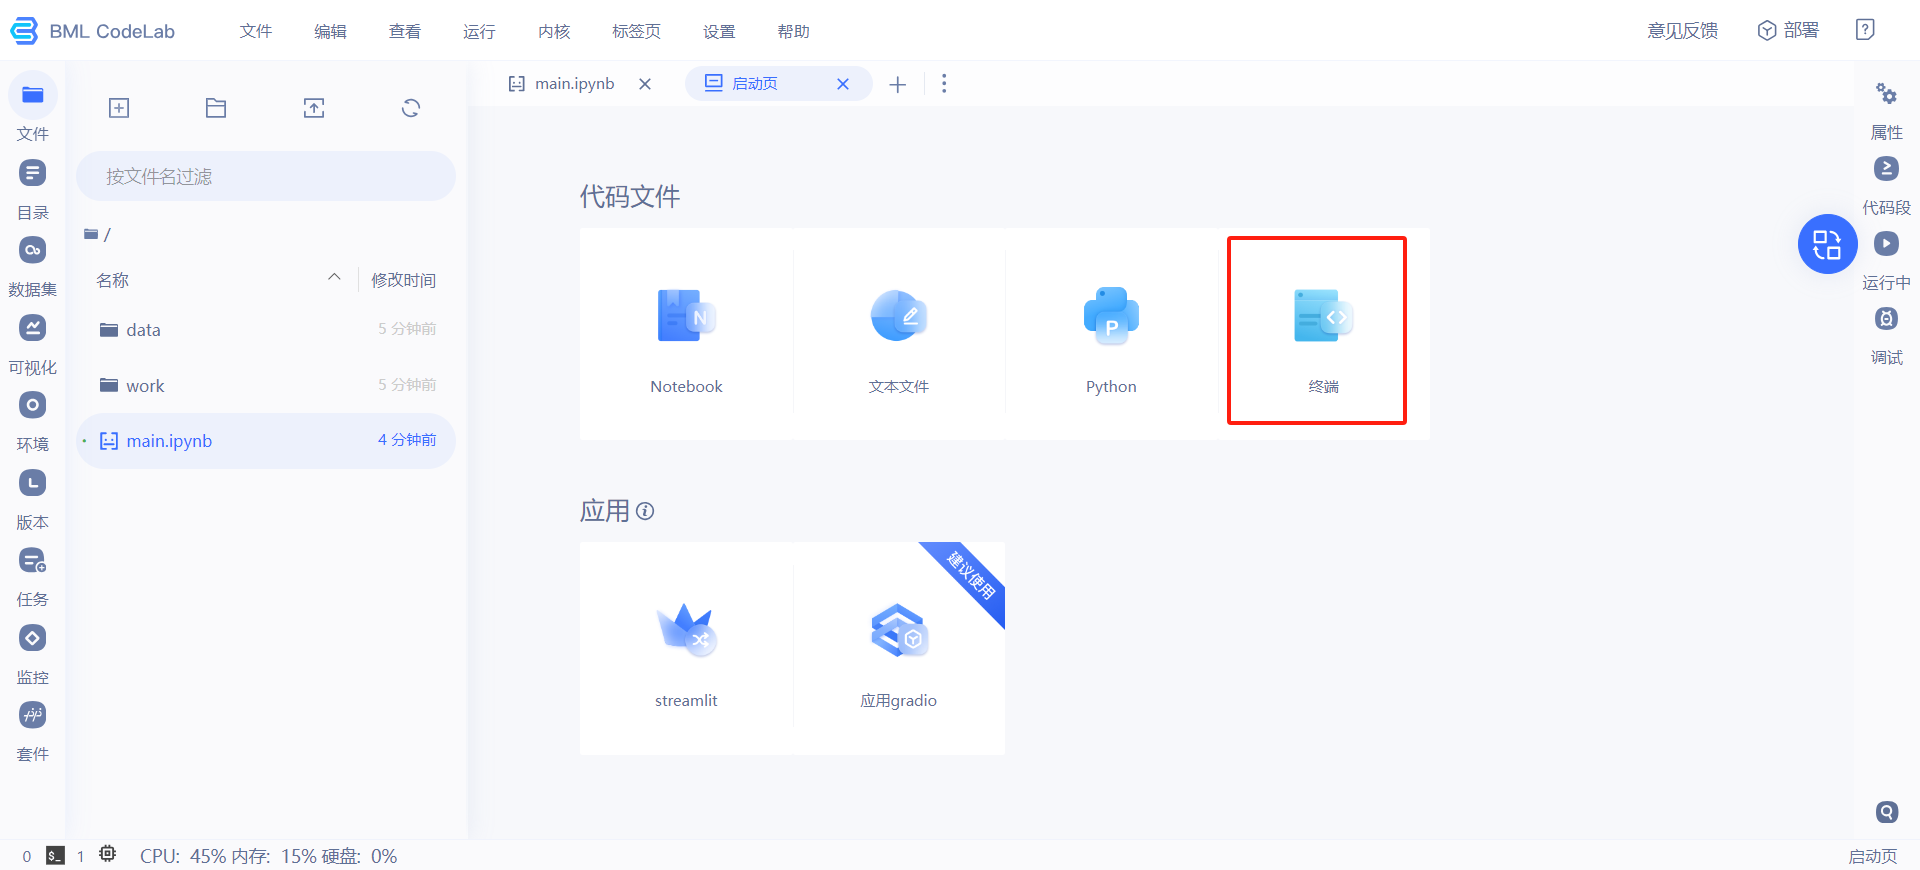 BML CodeLab
文件
编辑
查看
运行
内核
标签页
设置
帮助
意见反馈
部署
文件
目录
数据集
可视化
环境
版本
任务
监控
套件
按文件名过滤
/
名称
修改时间
data
5 分钟前
work
5 分钟前
main.ipynb
4 分钟前
main.ipynb
启动页
代码文件
N
Notebook
文本文件
P
Python
终端
应用
建议使用
streamlit
应用gradio
属性
代码段
运行中
调试
0
$_
1
CPU: 45% 内存: 15% 硬盘: 0%
启动页